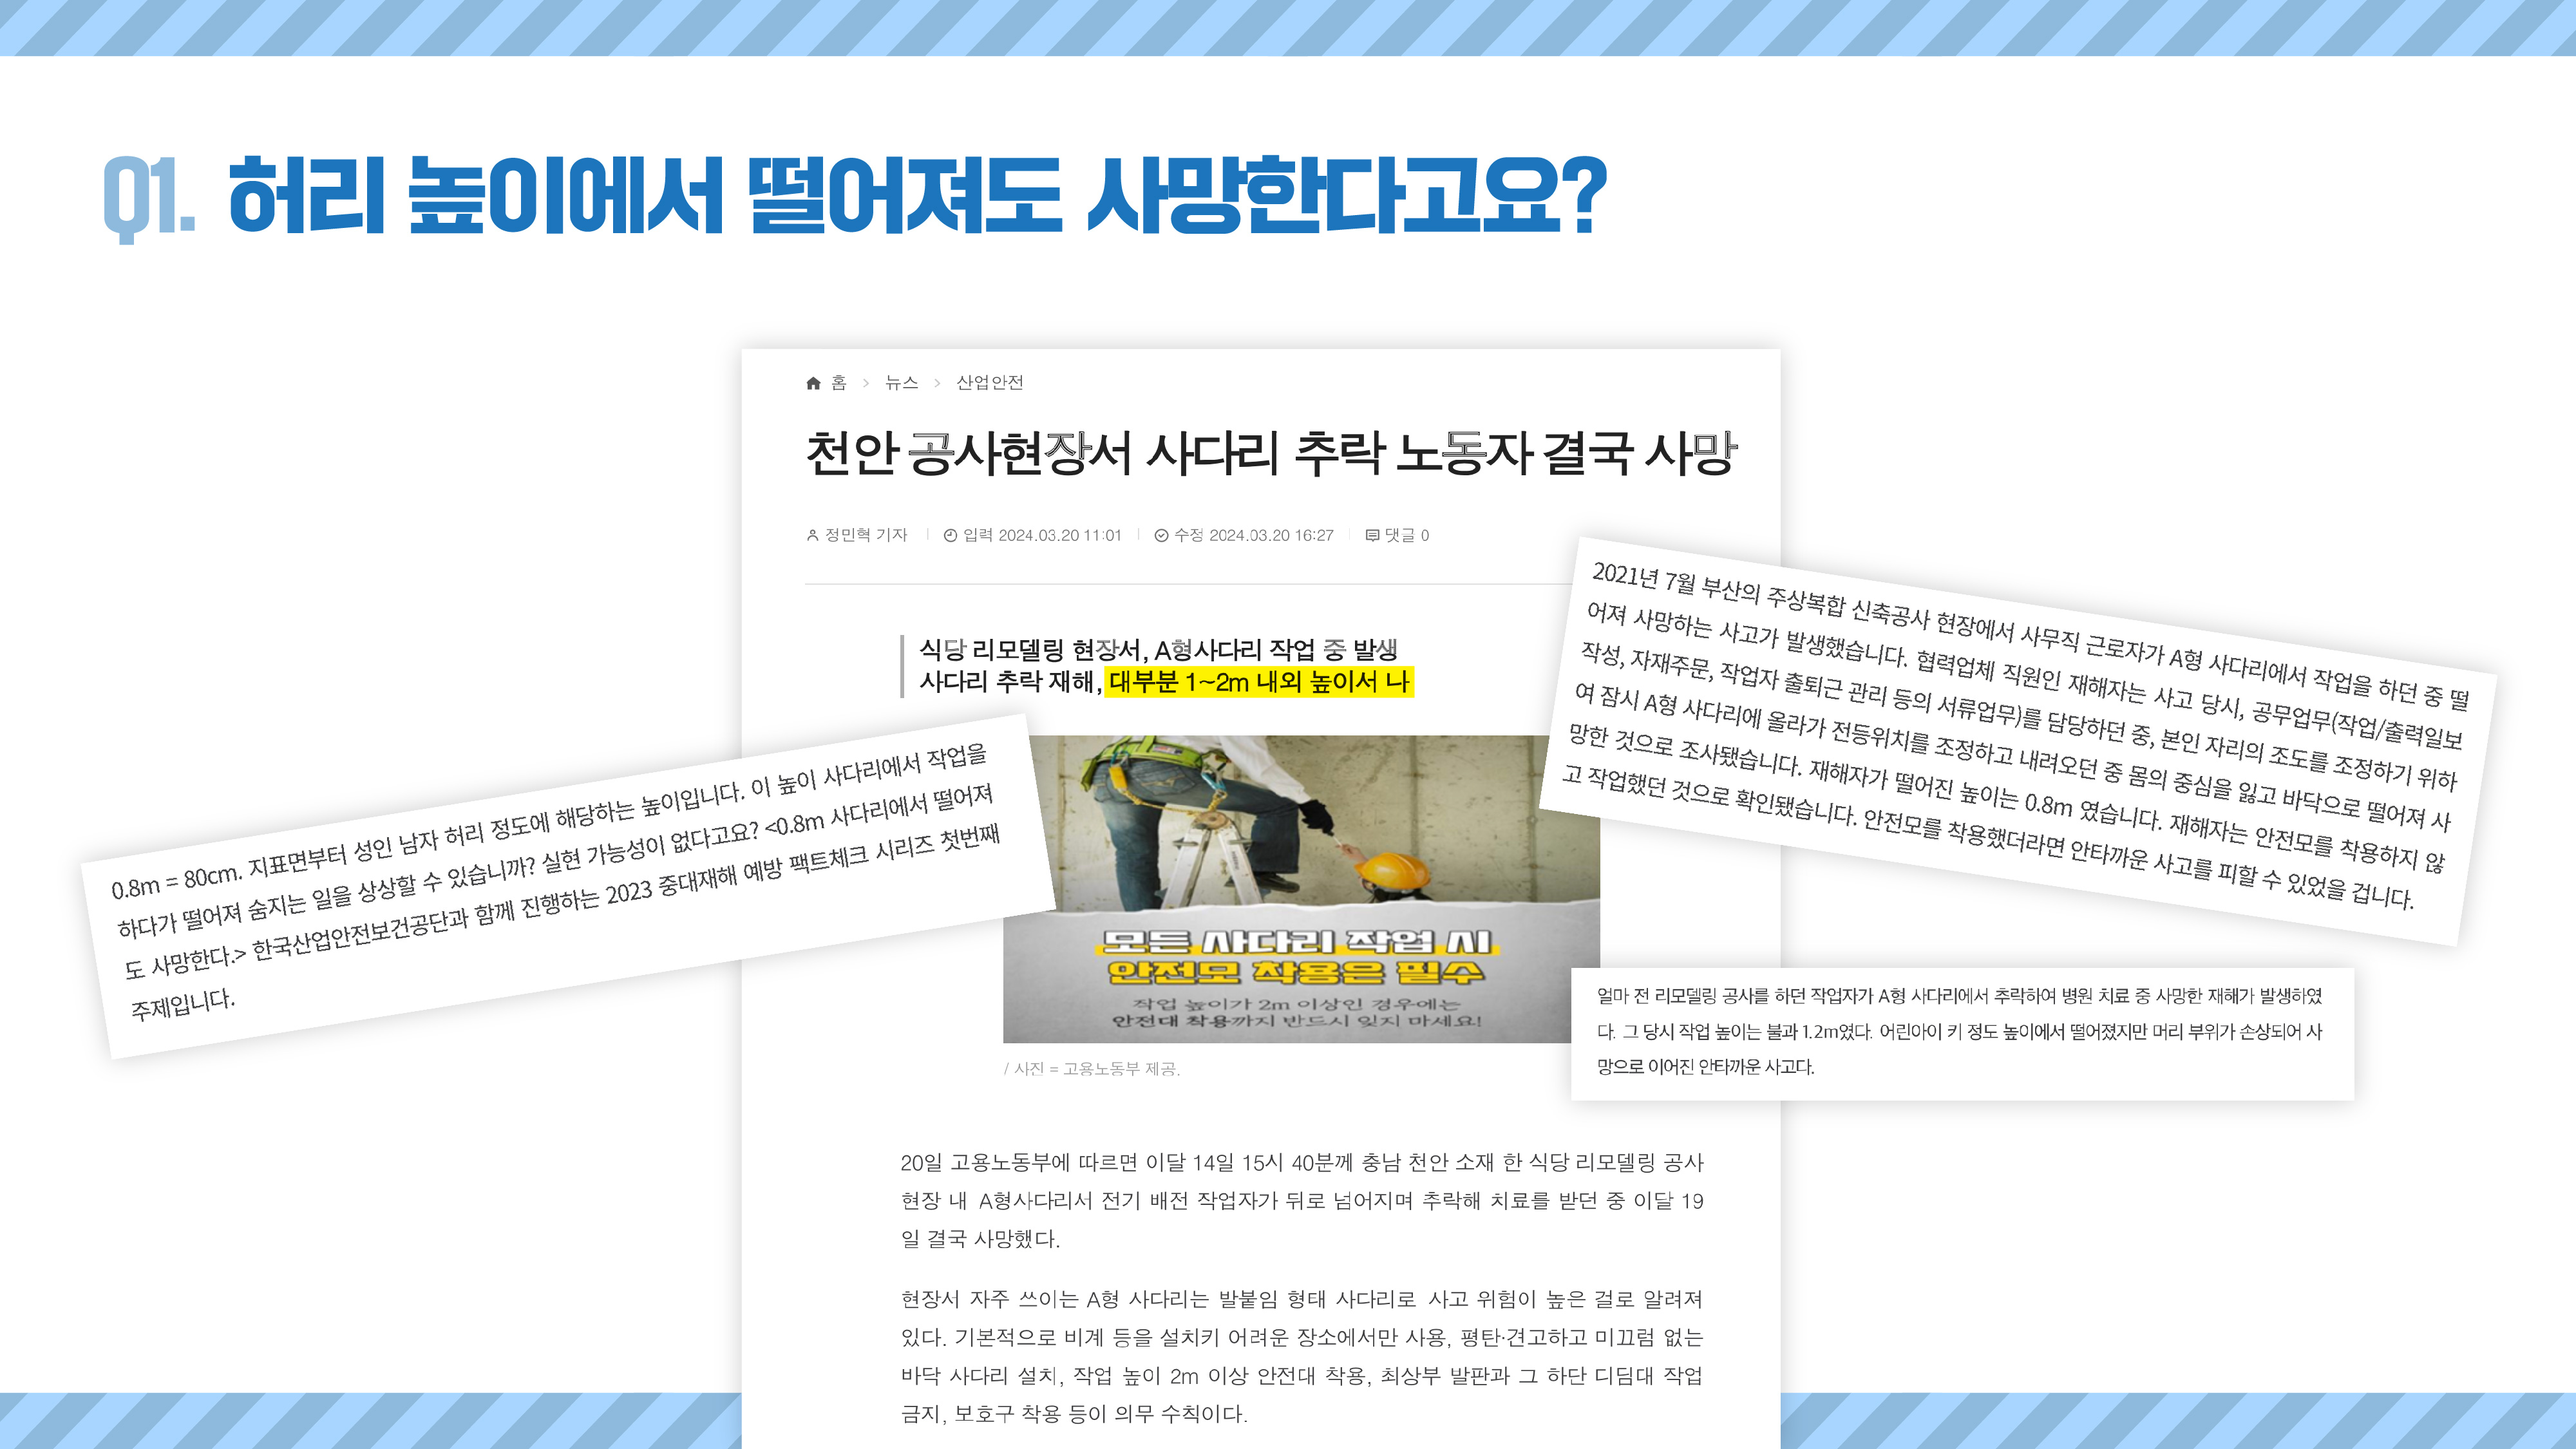 Q1. 허리 높이에서 떨어져도 사망한다고요?
홈 > 뉴스 > 산업안전
천안 공사현장서 사다리 추락 노동자 결국 사망
정민혁 기자 입력 2024.03.20 11:01 수정 2024.03.20 16:27 댓글 0
식당 리모델링 현장서, A형사다리 작업 중 발생
사다리 추락 재해, 대부분 1~2m 내외 높이서 나
2021년 7월 부산의 주상복합 신축공사 현장에서 사무직 근로자가 A형 사다리에서 작업을 하던 중 떨
어져 사망하는 사고가 발생했습니다. 협력업체 직원인 재해자는 사고 당시, 공무업무(작업/출력일보
작성, 자재주문, 작업자 출퇴근 관리 등의 서류업무)를 담당하던 중, 본인 자리의 조도를 조정하기 위하
여 잠시 A형 사다리에 올라가 전등위치를 조정하고 내려오던 중 몸의 중심을 잃고 바닥으로 떨어져 사
망한 것으로 조사됐습니다. 재해자가 떨어진 높이는 0.8m 였습니다. 재해자는 안전모를 착용하지 않
고 작업했던 것으로 확인됐습니다. 안전모를 착용했더라면 안타까운 사고를 피할 수 있었을 겁니다.
0.8m = 80cm. 지표면부터 성인 남자 허리 정도에 해당하는 높이입니다. 이 높이 사다리에서 작업을
하다가 떨어져 숨지는 일을 상상할 수 있습니까? 실현 가능성이 없다고요? <0.8m 사다리에서 떨어져
도 사망한다.> 한국산업안전보건공단과 함께 진행하는 2023 중대재해 예방 팩트체크 시리즈 첫번째
주제입니다.
모든 사다리 작업 시
안전모 착용은 필수
작업 높이가 2m 이상인 경우에는
안전대 착용까지 반드시 잊지 마세요!
/ 사진 = 고용노동부 제공.
얼마 전 리모델링 공사를 하던 작업자가 A형 사다리에서 추락하여 병원 치료 중 사망한 재해가 발생하였
다. 그 당시 작업 높이는 불과 1.2m였다. 어린아이 키 정도 높이에서 떨어졌지만 머리 부위가 손상되어 사
망으로 이어진 안타까운 사고다.
20일 고용노동부에 따르면 이달 14일 15시 40분께 충남 천안 소재 한 식당 리모델링 공사
현장 내 A형사다리서 전기 배전 작업자가 뒤로 넘어지며 추락해 치료를 받던 중 이달 19
일 결국 사망했다.
현장서 자주 쓰이는 A형 사다리는 발붙임 형태 사다리로 사고 위험이 높은 걸로 알려져
있다. 기본적으로 비계 등을 설치키 어려운 장소에서만 사용, 평탄·견고하고 미끄럼 없는
바닥 사다리 설치, 작업 높이 2m 이상 안전대 착용, 최상부 발판과 그 하단 디딤대 작업
금지, 보호구 착용 등이 의무 수칙이다.